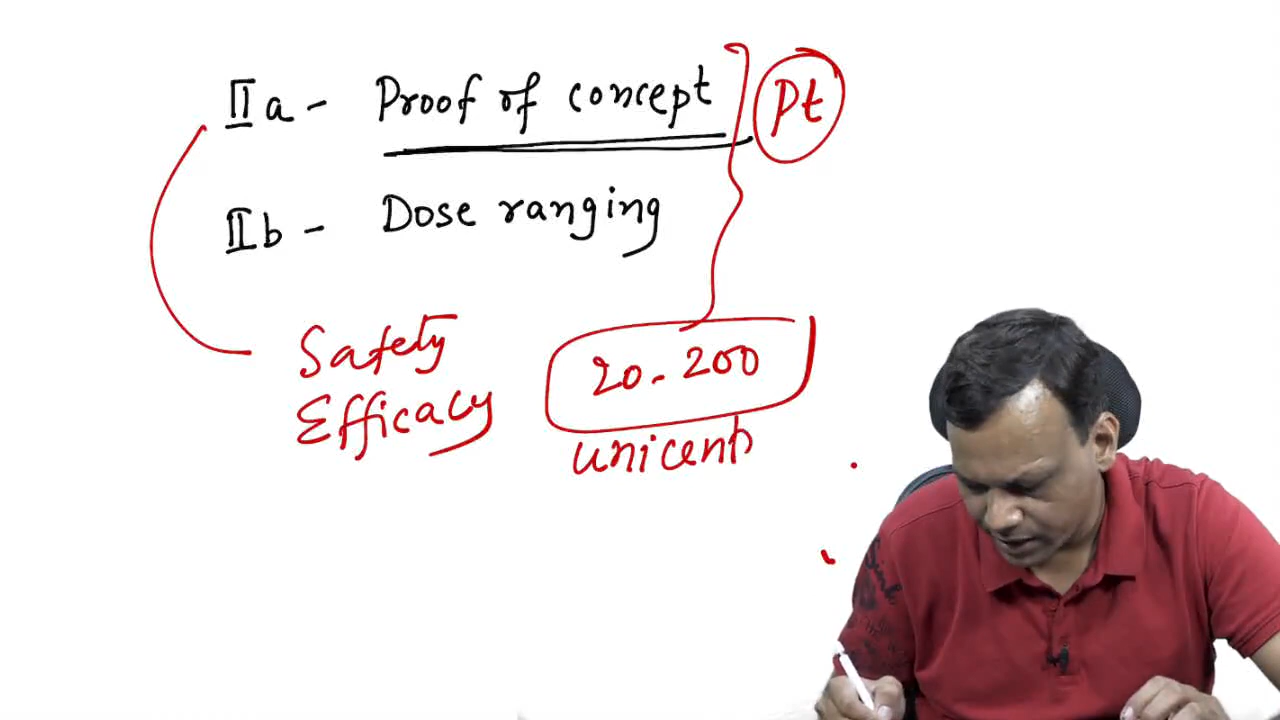 IIa - Proof of concept
Pt
IIb - Dose ranging
Safety
Efficacy
20-200
unicent